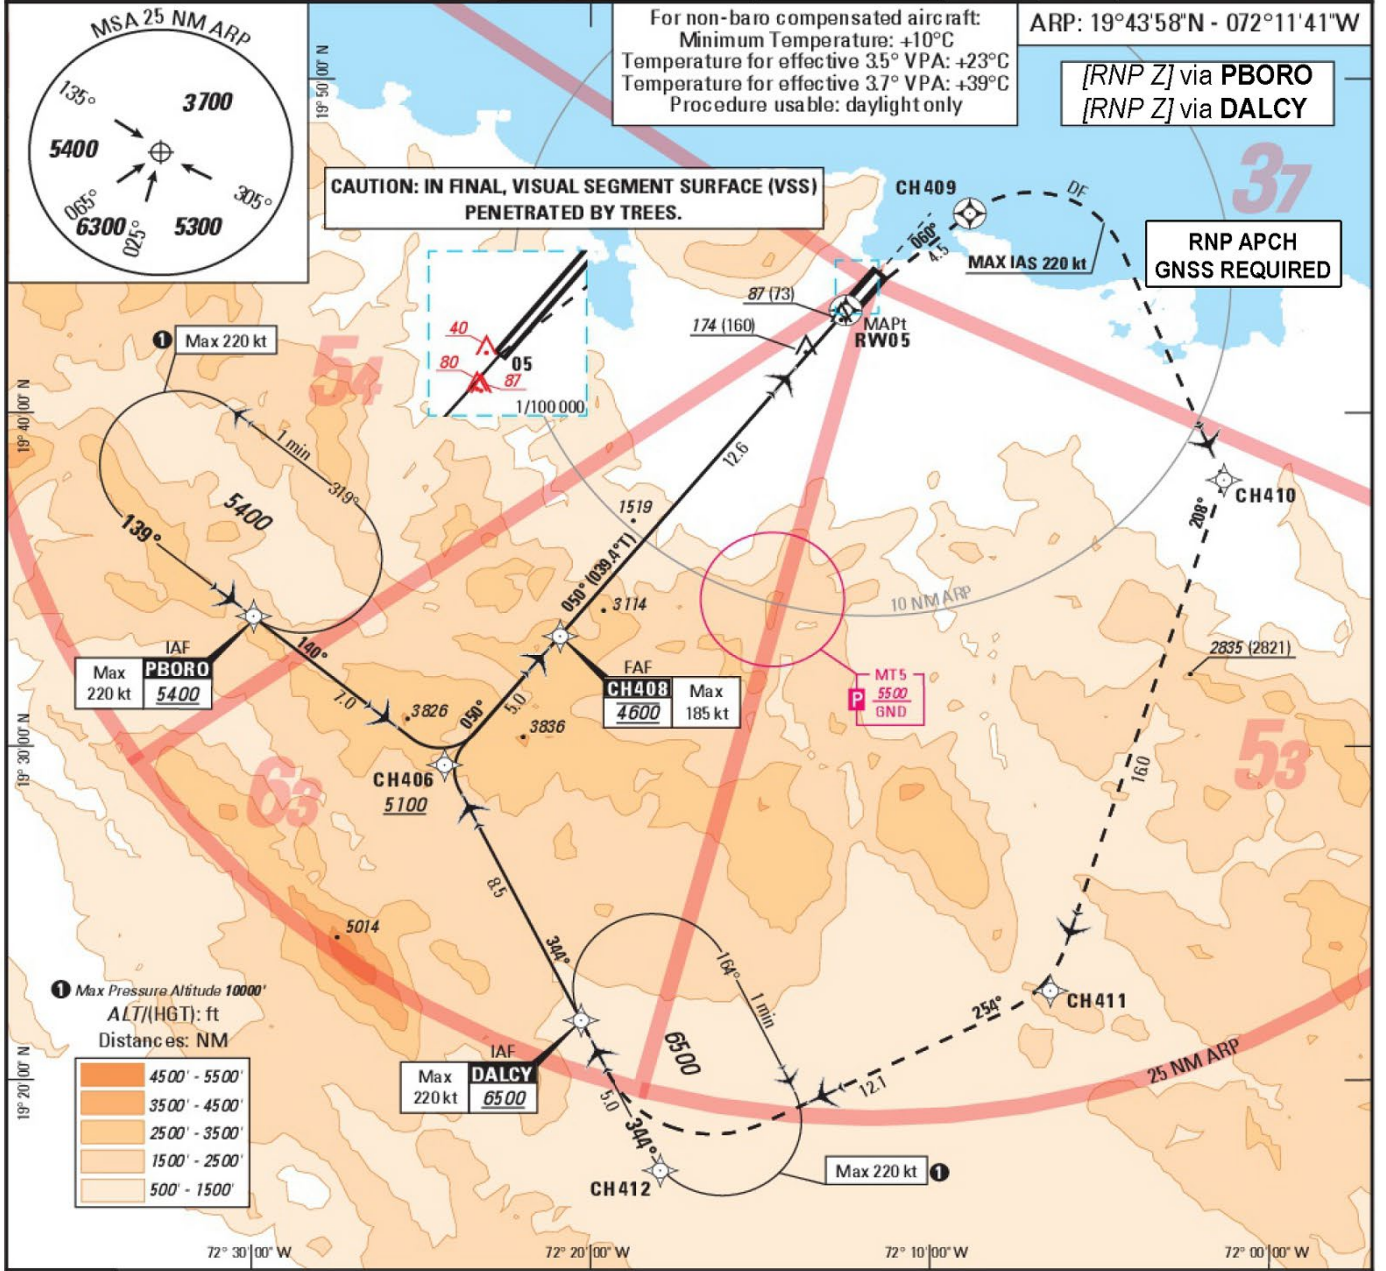 MSA 25 NM ARP
135°
3700
5400
065°
6300
025°
5300
305°
19° 50' 00" N
For non-baro compensated aircraft:
Minimum Temperature: +10°C
Temperature for effective 3.5° VPA: +23°C
Temperature for effective 3.7° VPA: +39°C
Procedure usable: daylight only
ARP: 19°43'58"N - 072°11'41"W
[RNP Z] via PBORO
[RNP Z] via DALCY
CAUTION: IN FINAL, VISUAL SEGMENT SURFACE (VSS)
PENETRATED BY TREES.
37
CH409
DF
060°
4.5
MAX IAS 220 kt
RNP APCH
GNSS REQUIRED
87 (73)
174 (160)
MAPt
RW05
40
05
80
87
1/100 000
1 Max 220 kt
54
19° 40' 00" N
1 min
319°
5400
139°
12.6
1519
050° (039.4°T)
3114
10 NM ARP
CH410
208°
IAF
PBORO
5400
Max
220 kt
140°
7.0
3826
050°
5.0
3836
FAF
CH408
4600
Max
185 kt
P
MT5
5500
GND
2835 (2821)
19° 30' 00" N
63
CH406
5100
53
16.0
8.5
5014
344°
164°
1 min
6500
254°
CH411
12.1
25 NM ARP
1 Max Pressure Altitude 10000'
ALT/(HGT): ft
Distances: NM
4500' - 5500'
3500' - 4500'
2500' - 3500'
1500' - 2500'
500' - 1500'
19° 20' 00" N
IAF
DALCY
6500
Max
220 kt
5.0
344°
CH412
Max 220 kt 1
72° 30' 00" W
72° 20' 00" W
72° 10' 00" W
72° 00' 00" W